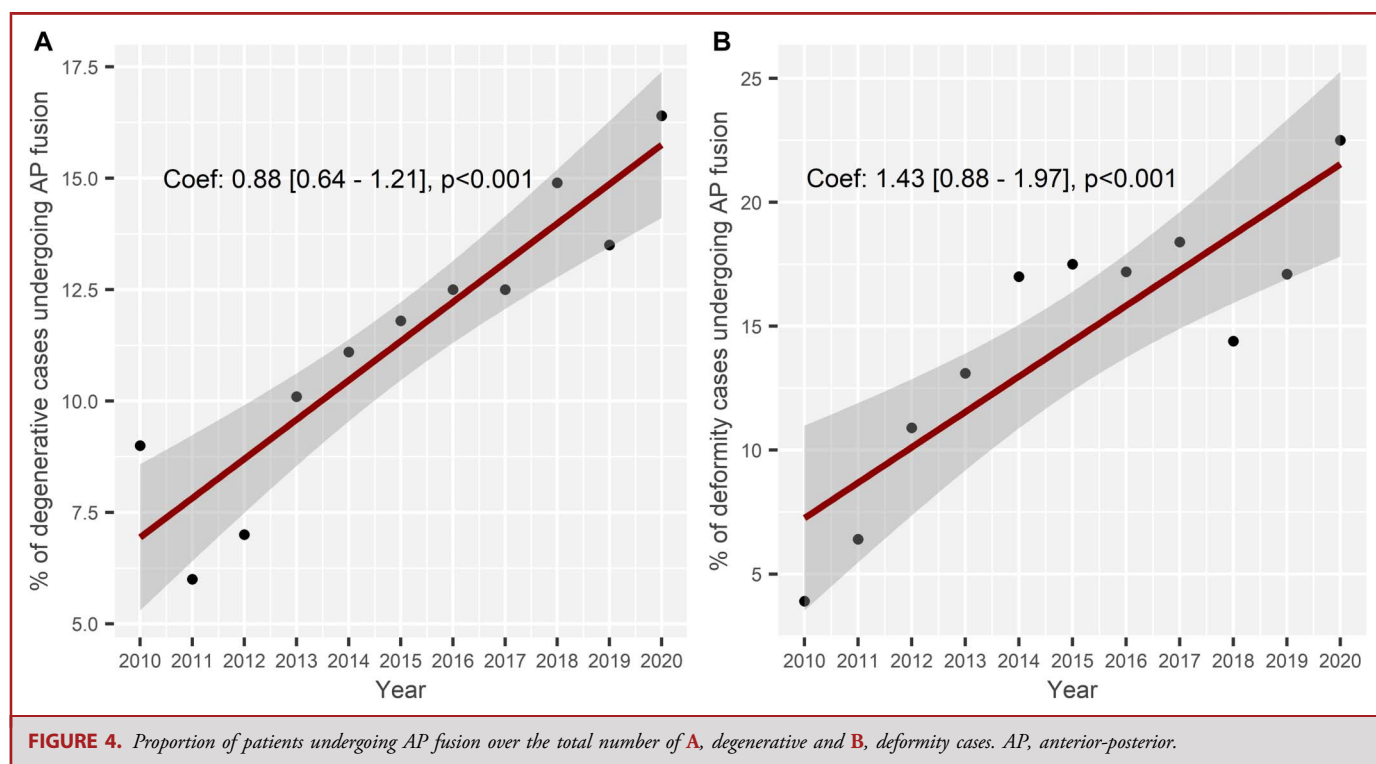 A
% of degenerative cases undergoing AP fusion
17.5
15.0
12.5
10.0
7.5
5.0
Coef: 0.88 [0.64 - 1.21], p<0.001
2010 2011 2012 2013 2014 2015 2016 2017 2018 2019 2020
Year
B
% of deformity cases undergoing AP fusion
25
20
15
10
5
Coef: 1.43 [0.88 - 1.97], p<0.001
2010 2011 2012 2013 2014 2015 2016 2017 2018 2019 2020
Year
FIGURE 4. Proportion of patients undergoing AP fusion over the total number of A, degenerative and B, deformity cases. AP, anterior-posterior.